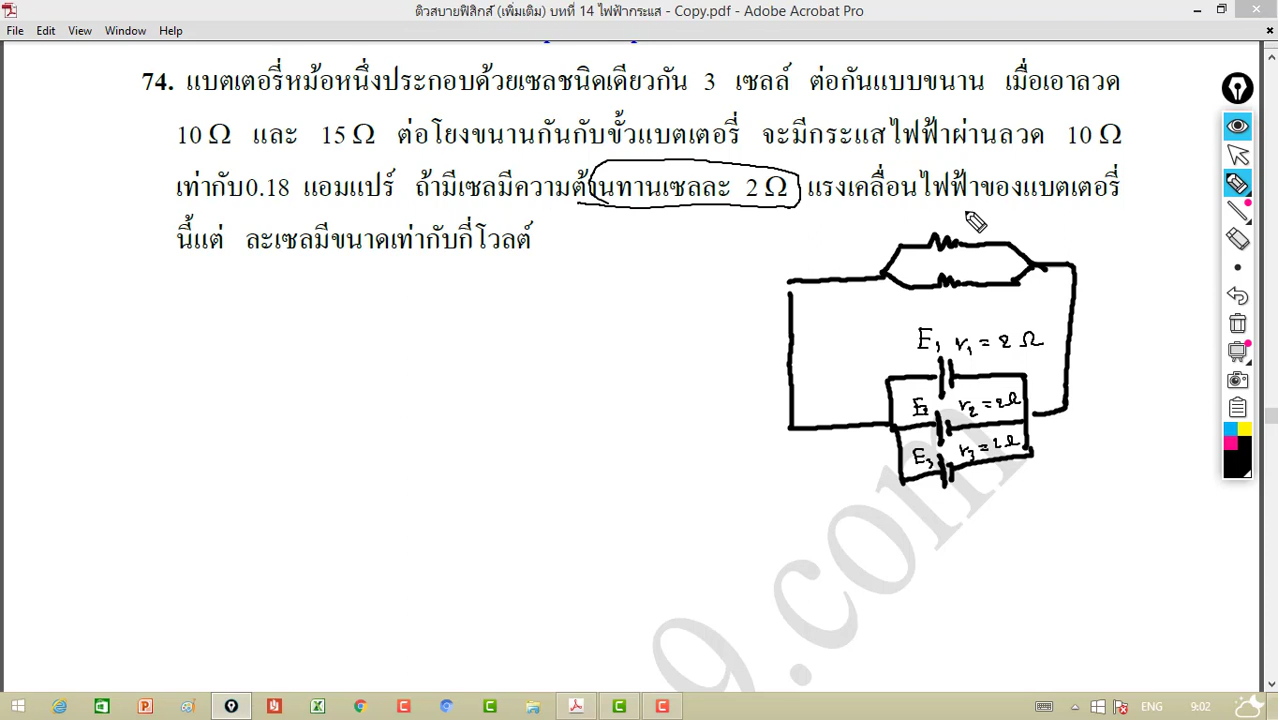 ติวสบายฟิสิกส์ (เพิ่มเติม) บทที่ 14 ไฟฟ้ากระแส - Copy.pdf - Adobe Acrobat Pro
File Edit View Window Help
74. แบตเตอรี่หม้อหนึ่งประกอบด้วยเซลชนิดเดียวกัน 3 เซลล์ ต่อกันแบบขนาน เมื่อเอาลวด
10 Ω และ 15 Ω ต่อโยงขนานกันกับขั้วแบตเตอรี่ จะมีกระแสไฟฟ้าผ่านลวด 10 Ω
เท่ากับ0.18 แอมแปร์ ถ้ามีเซลมีความต้านทานเซลละ 2 Ω แรงเคลื่อนไฟฟ้าของแบตเตอรี่
นี้แต่ ละเซลมีขนาดเท่ากับกี่โวลต์
E₁ r₁ = 2 Ω
E₂ r₂ = 2Ω
E₃ r₃ = 2Ω
9.com
ENG 9:02